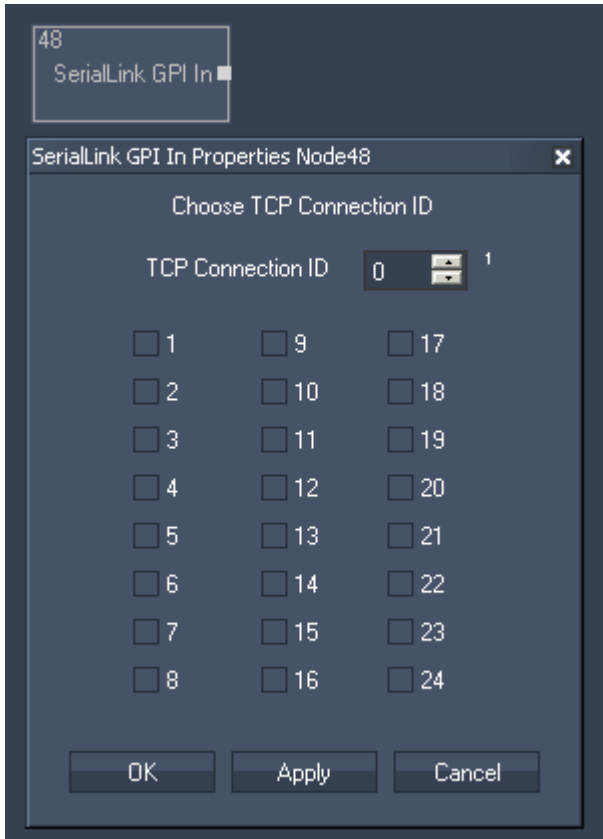 48
SerialLink GPI In
SerialLink GPI In Properties Node48
Choose TCP Connection ID
TCP Connection ID 0 1
1 9 17
2 10 18
3 11 19
4 12 20
5 13 21
6 14 22
7 15 23
8 16 24
OK Apply Cancel